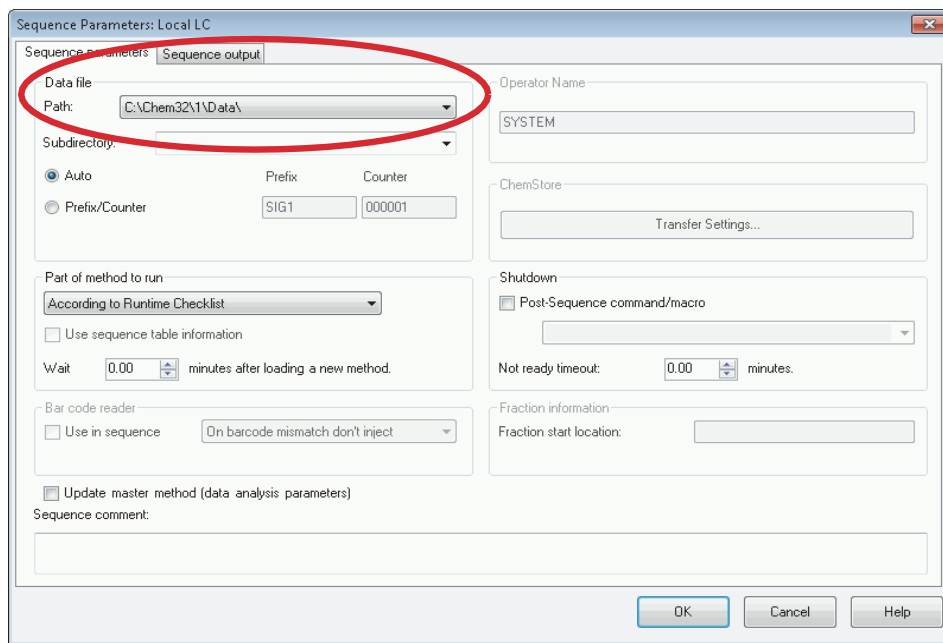 Sequence Parameters: Local LC
Sequence parameters
Sequence output
Data file
Path:
C:\Chem32\1\Data\
Subdirectory:
Auto
Prefix
Counter
Prefix/Counter
SIG1
000001
Operator Name
SYSTEM
ChemStore
Transfer Settings...
Part of method to run
According to Runtime Checklist
Use sequence table information
Wait 0.00 minutes after loading a new method.
Shutdown
Post-Sequence command/macro
Not ready timeout: 0.00 minutes.
Bar code reader
Use in sequence
On barcode mismatch don't inject
Fraction information
Fraction start location:
Update master method (data analysis parameters)
Sequence comment:
OK
Cancel
Help